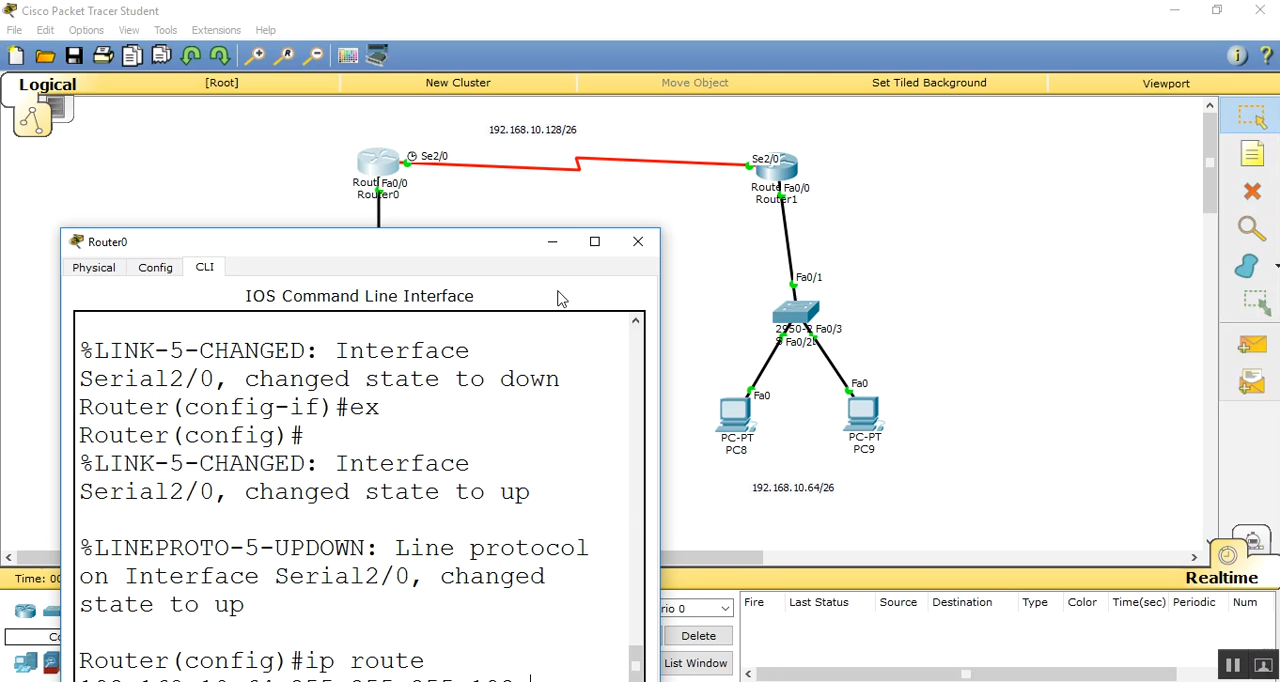 Cisco Packet Tracer Student
File Edit Options View Tools Extensions Help
Logical [Root] New Cluster Move Object Set Tiled Background Viewport
192.168.10.128/26
Se2/0 Se2/0
Fa0/0 Fa0/0
Router0 Router1
Router0
Physical Config CLI
IOS Command Line Interface
%LINK-5-CHANGED: Interface
Serial2/0, changed state to down
Router(config-if)#ex
Router(config)#
%LINK-5-CHANGED: Interface
Serial2/0, changed state to up
%LINEPROTO-5-UPDOWN: Line protocol
on Interface Serial2/0, changed
state to up
Router(config)#ip route
Fa0/1
Fa0/3
Fa0/2
Fa0 Fa0
PC-PT PC-PT
PC8 PC9
192.168.10.64/26
Realtime
Time: 00
rio 0
Delete
List Window
Fire Last Status Source Destination Type Color Time(sec) Periodic Num